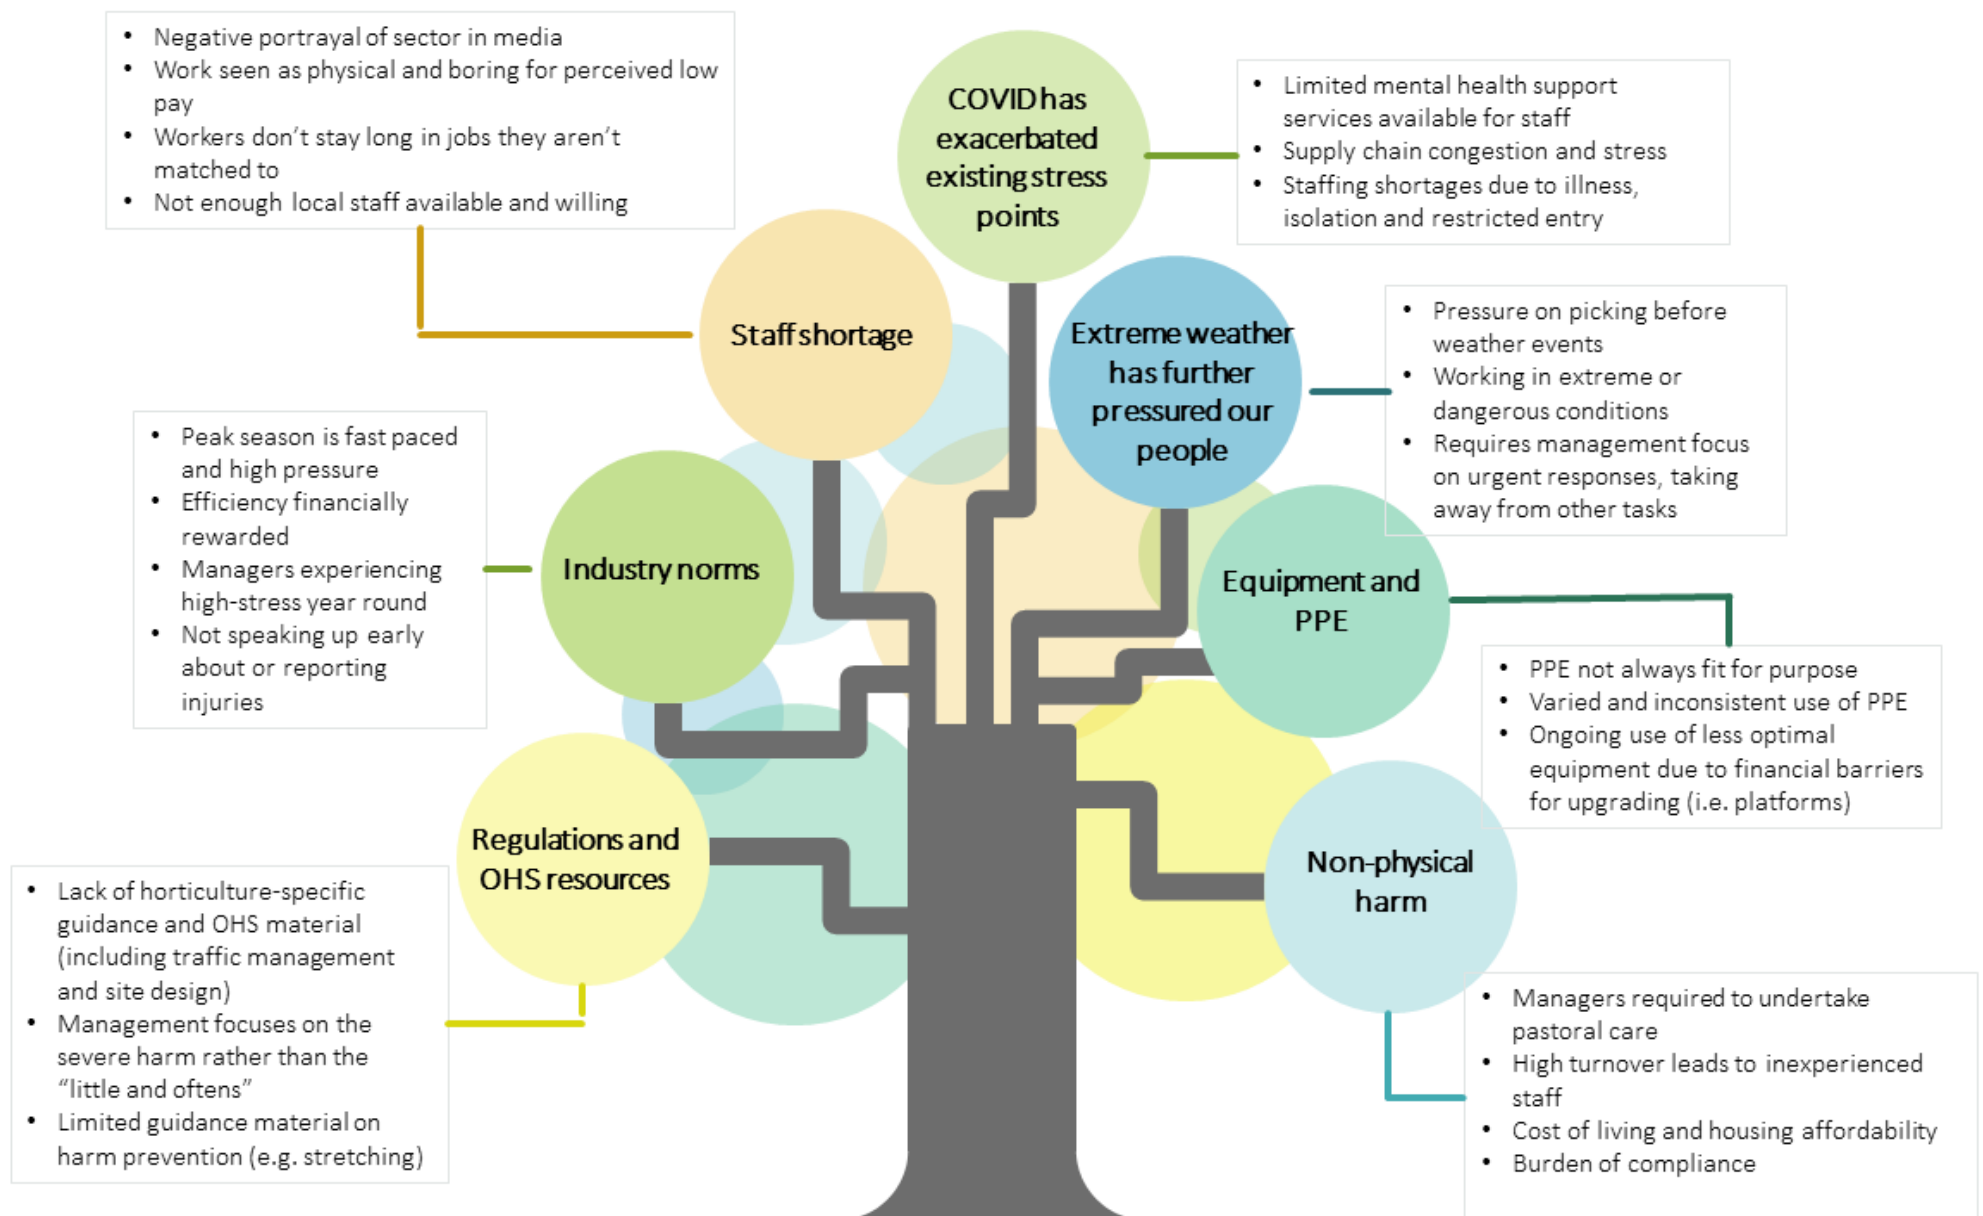 • Negative portrayal of sector in media
• Work seen as physical and boring for perceived low
pay
• Workers don’t stay long in jobs they aren’t
matched to
• Not enough local staff available and willing
COVID has
exacerbated
existing stress
points
• Limited mental health support
services available for staff
• Supply chain congestion and stress
• Staffing shortages due to illness,
isolation and restricted entry
Staff shortage
Extreme weather
has further
pressured our
people
• Pressure on picking before
weather events
• Working in extreme or
dangerous conditions
• Requires management focus
on urgent responses, taking
away from other tasks
• Peak season is fast paced
and high pressure
• Efficiency financially
rewarded
• Managers experiencing
high-stress year round
• Not speaking up early
about or reporting
injuries
Industry norms
Equipment and
PPE
• PPE not always fit for purpose
• Varied and inconsistent use of PPE
• Ongoing use of less optimal
equipment due to financial barriers
for upgrading (i.e. platforms)
Regulations and
OHS resources
• Lack of horticulture-specific
guidance and OHS material
(including traffic management
and site design)
• Management focuses on the
severe harm rather than the
“little and oftens”
• Limited guidance material on
harm prevention (e.g. stretching)
Non-physical
harm
• Managers required to undertake
pastoral care
• High turnover leads to inexperienced
staff
• Cost of living and housing affordability
• Burden of compliance